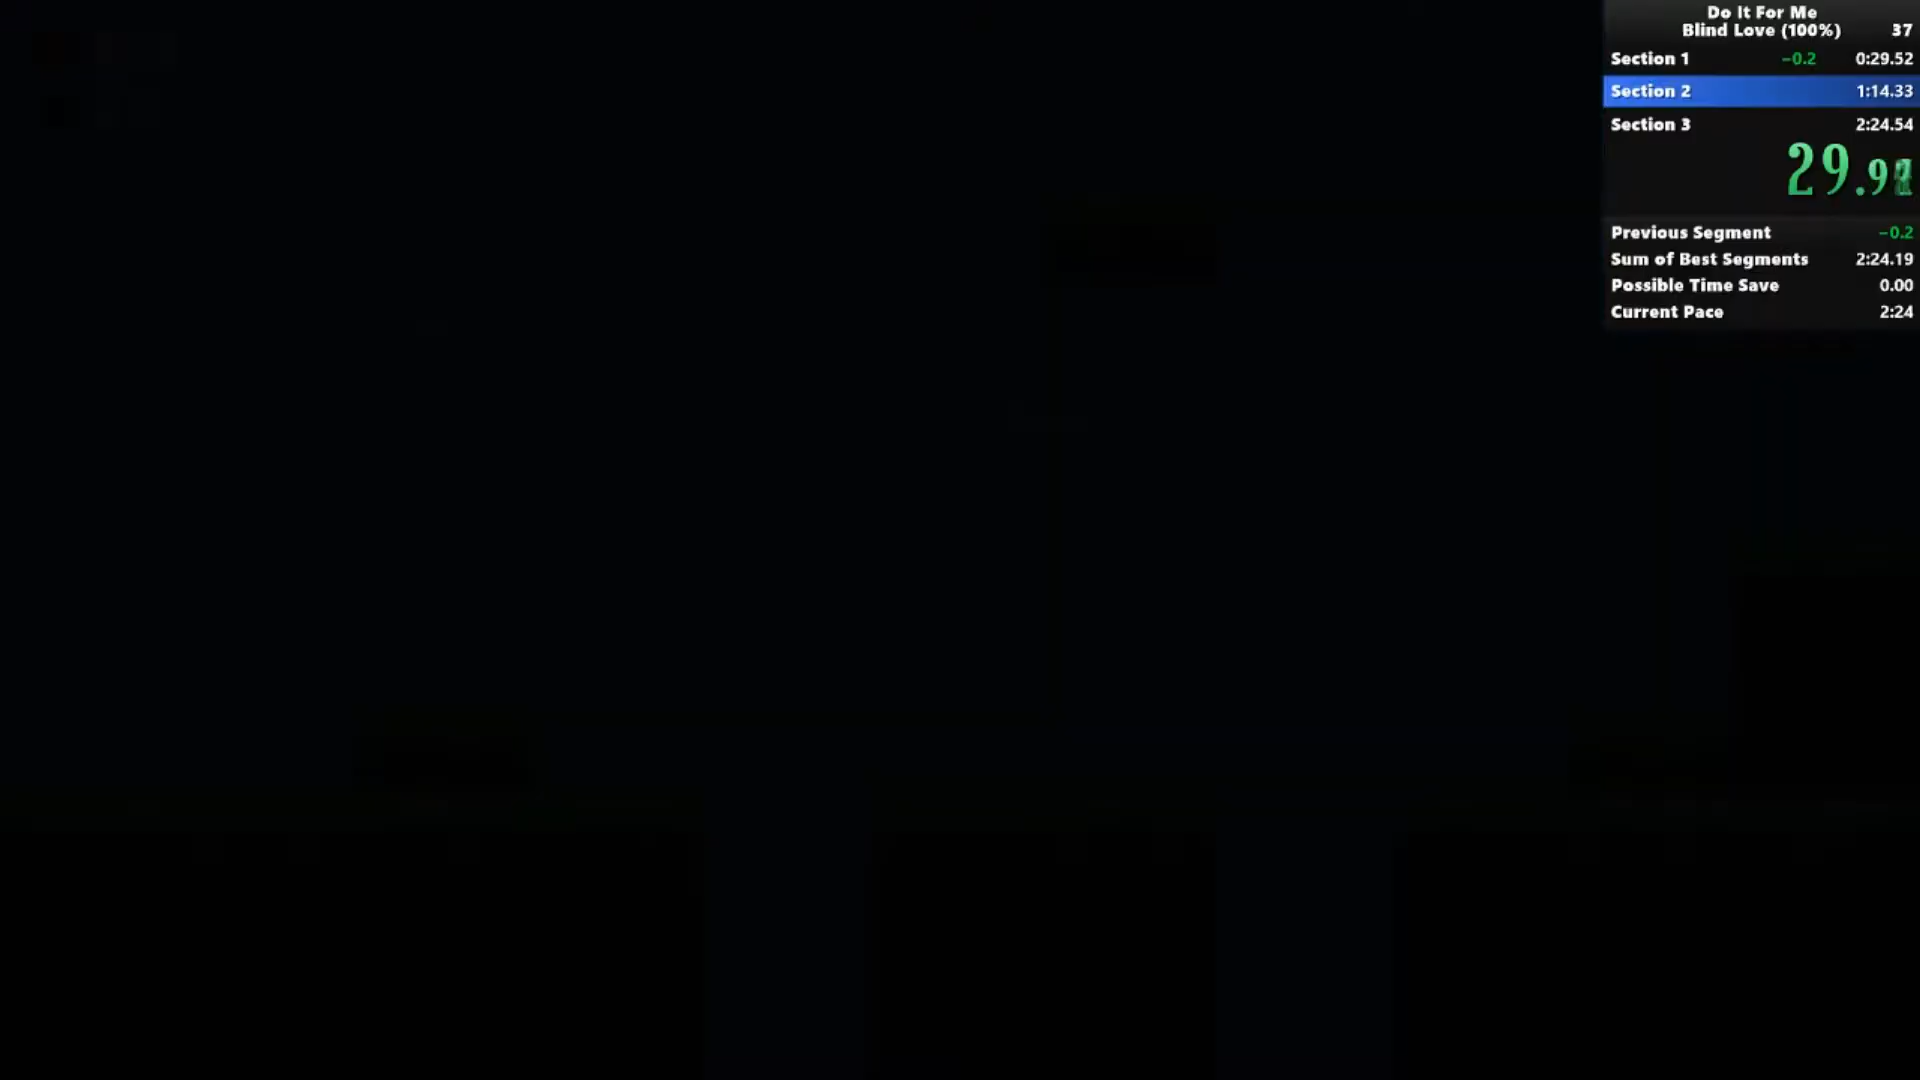 Do It For Me
Blind Love (100%) 37
Section 1 −0.2 0:29.52
Section 2 1:14.33
Section 3 2:24.54
29.9
Previous Segment −0.2
Sum of Best Segments 2:24.19
Possible Time Save 0.00
Current Pace 2:24